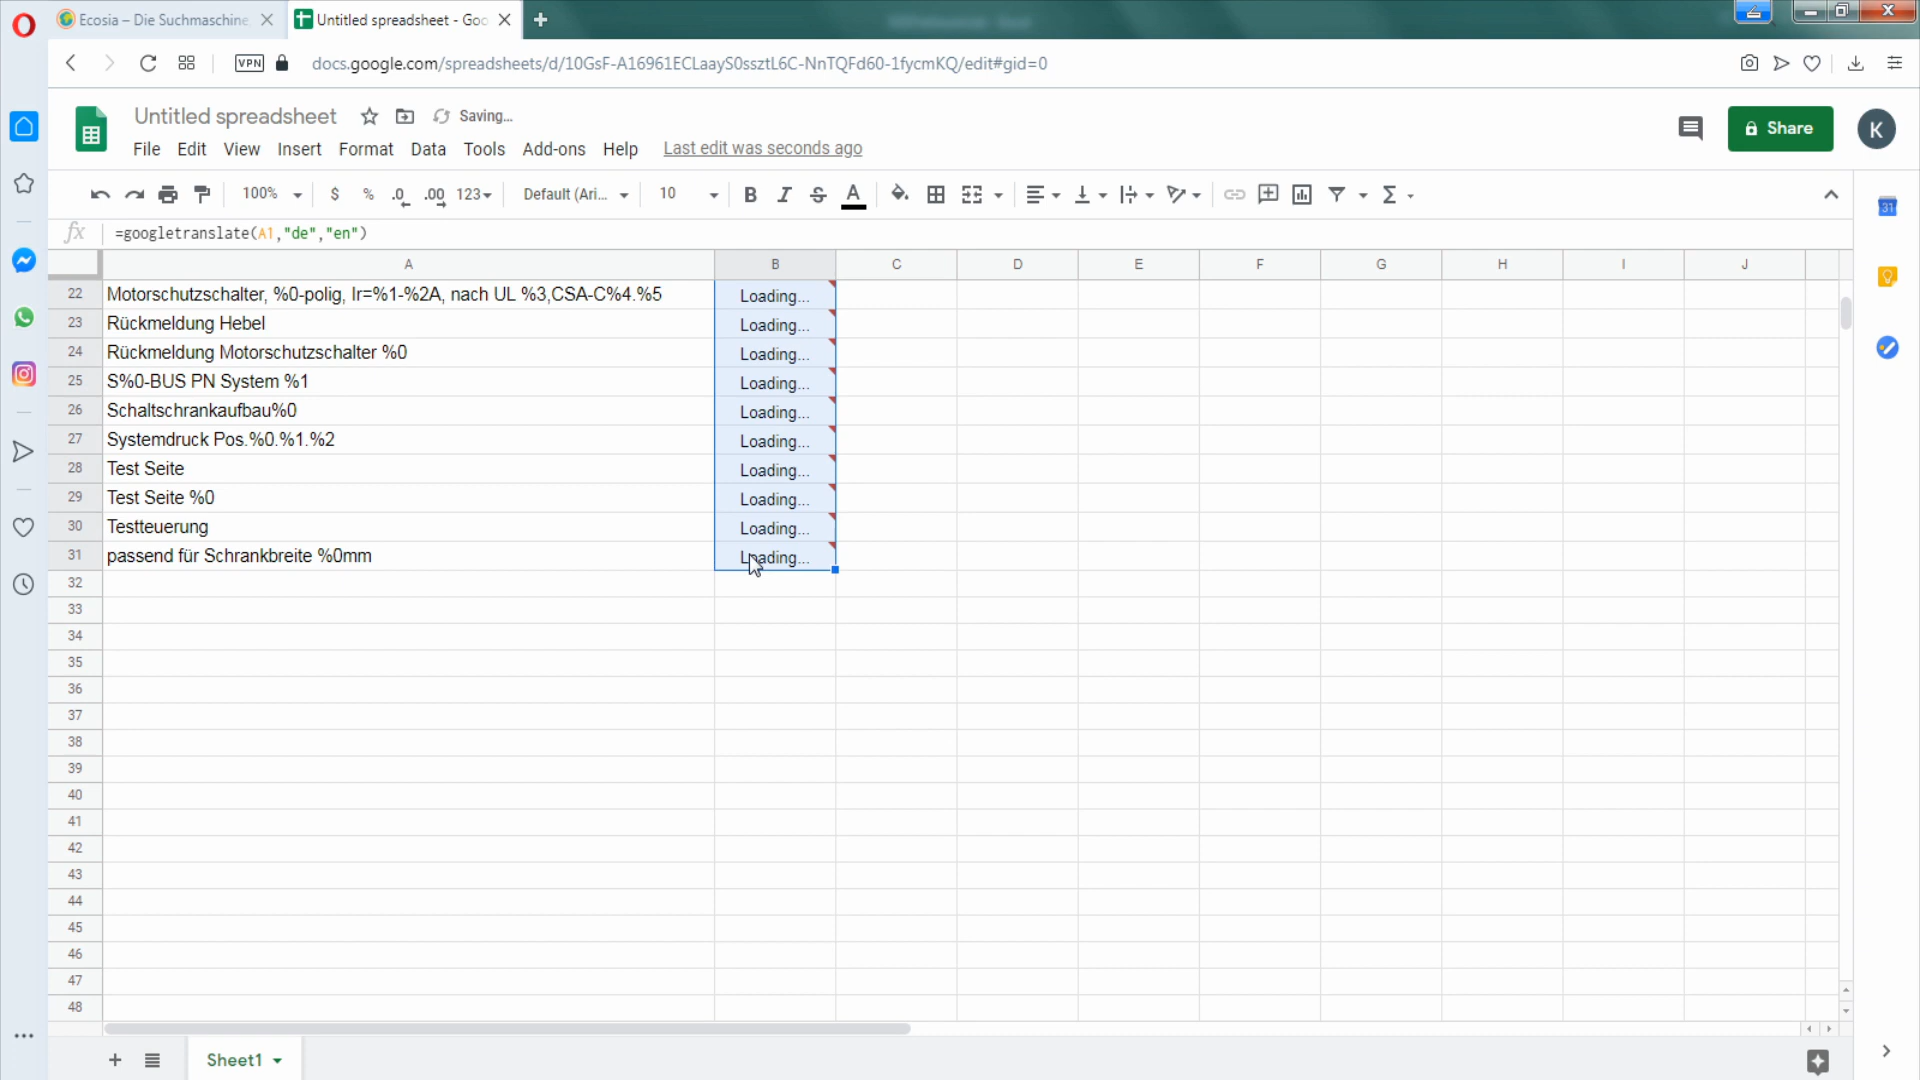 Ecosia – Die Suchmaschine
Untitled spreadsheet - Goo
VPN
docs.google.com/spreadsheets/d/10GsF-A16961ECLaayS0ssztL6C-NnTQFd60-1fycmKQ/edit#gid=0
Untitled spreadsheet
Saving...
File Edit View Insert Format Data Tools Add-ons Help
Last edit was seconds ago
Share
K
100% $ % .0 .00 123 Default (Ari... 10 B I S A Σ
31
fx =googletranslate(A1,"de","en")
A B C D E F G H I J
22 Motorschutzschalter, %0-polig, Ir=%1-%2A, nach UL %3,CSA-C%4.%5 Loading...
23 Rückmeldung Hebel Loading...
24 Rückmeldung Motorschutzschalter %0 Loading...
25 S%0-BUS PN System %1 Loading...
26 Schaltschrankaufbau%0 Loading...
27 Systemdruck Pos.%0.%1.%2 Loading...
28 Test Seite Loading...
29 Test Seite %0 Loading...
30 Testteuerung Loading...
31 passend für Schrankbreite %0mm Loading...
32
33
34
35
36
37
38
39
40
41
42
43
44
45
46
47
48
Sheet1